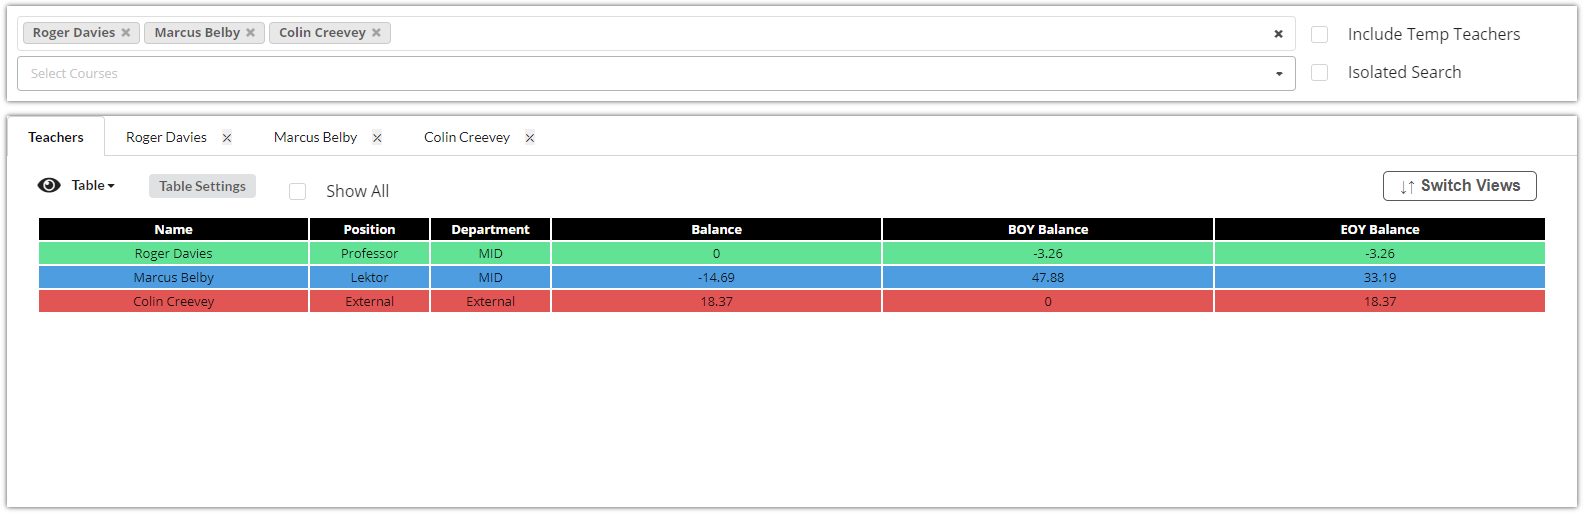 Roger Davies Marcus Belby Colin Creevey
Include Temp Teachers
Select Courses
Isolated Search
Teachers Roger Davies Marcus Belby Colin Creevey
Table Table Settings Show All Switch Views
Name Position Department Balance BOY Balance EOY Balance
Roger Davies Professor MID 0 -3.26 -3.26
Marcus Belby Lektor MID -14.69 47.88 33.19
Colin Creevey External External 18.37 0 18.37